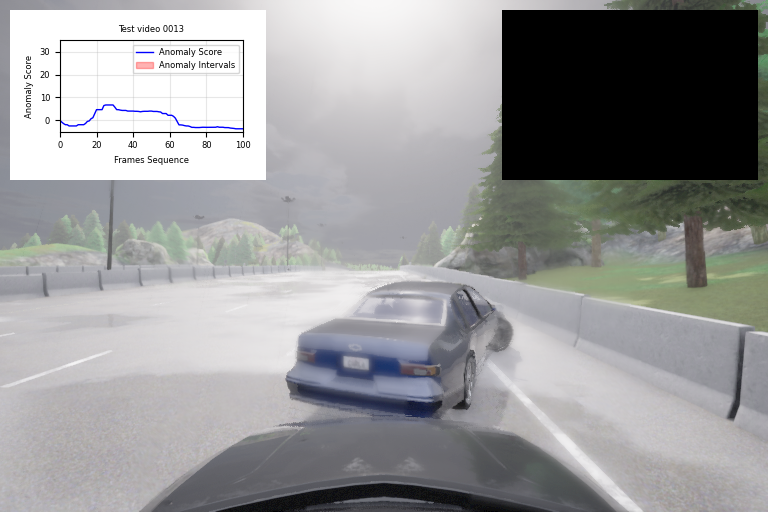 Test video 0013
Anomaly Score
Anomaly Intervals
Anomaly Score
30
20
10
0
0 20 40 60 80 100
Frames Sequence